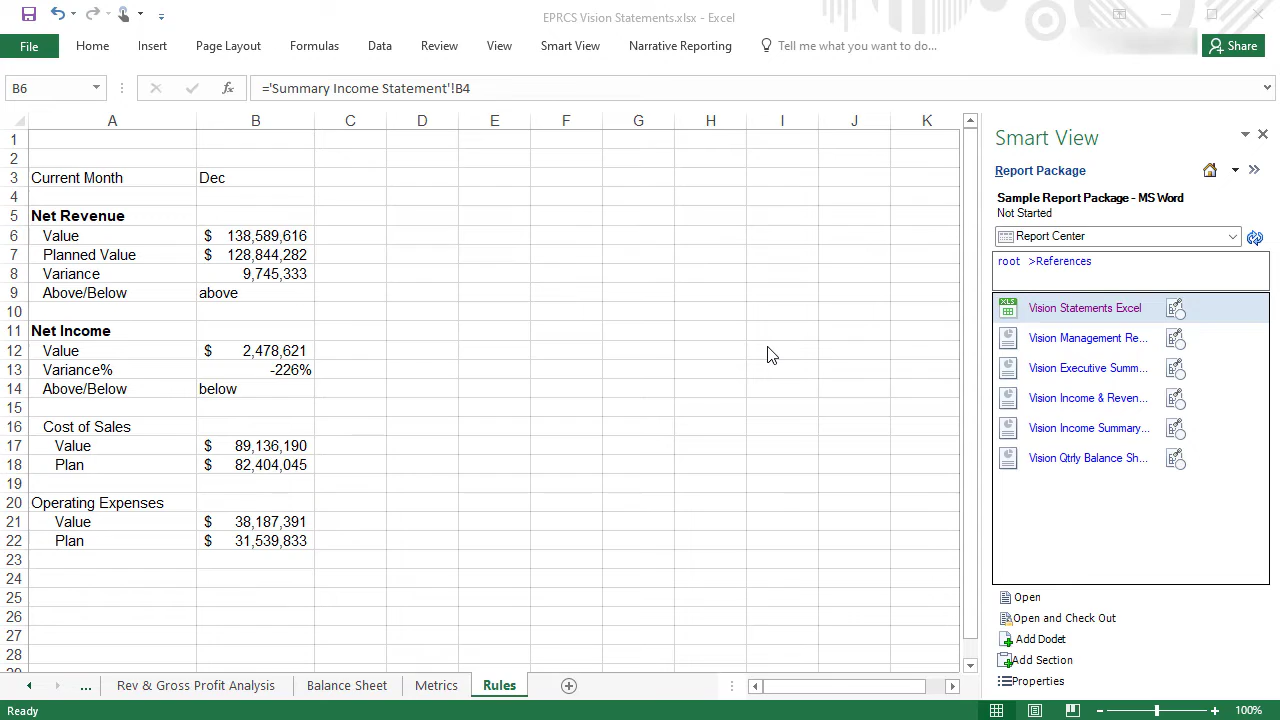 EPRCS Vision Statements.xlsx - Excel
File Home Insert Page Layout Formulas Data Review View Smart View Narrative Reporting Tell me what you want to do... Share
B6 fx ='Summary Income Statement'!B4
A B C D E F G H I J K
1
2
3 Current Month Dec
4
5 Net Revenue
6 Value $ 138,589,616
7 Planned Value $ 128,844,282
8 Variance 9,745,333
9 Above/Below above
10
11 Net Income
12 Value $ 2,478,621
13 Variance% -226%
14 Above/Below below
15
16 Cost of Sales
17 Value $ 89,136,190
18 Plan $ 82,404,045
19
20 Operating Expenses
21 Value $ 38,187,391
22 Plan $ 31,539,833
23
24
25
26
27
28
... Rev & Gross Profit Analysis Balance Sheet Metrics Rules
Ready 100%
Smart View
Report Package
Sample Report Package - MS Word
Not Started
Report Center
root >References
XLS Vision Statements Excel
Vision Management Re...
Vision Executive Summ...
Vision Income & Reven...
Vision Income Summary...
Vision Qtrly Balance Sh...
Open
Open and Check Out
Add Doclet
Add Section
Properties